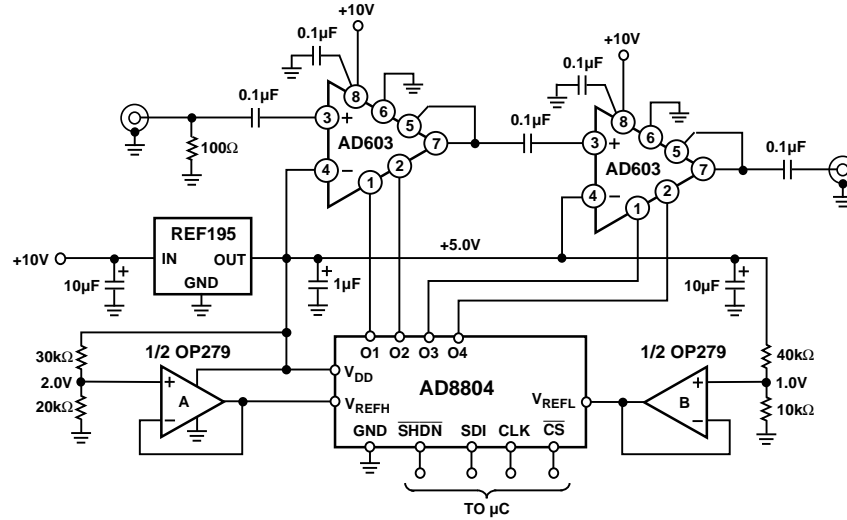 +10V
+10V
0.1µF
0.1µF
0.1µF
0.1µF
0.1µF
100Ω
8
6
5
3
+
AD603
7
4
−
2
1
8
6
5
3
+
AD603
7
4
−
2
1
REF195
+10V
IN
OUT
GND
+5.0V
10µF
+
1µF
+
10µF
+
30kΩ
1/2 OP279
2.0V
20kΩ
+
A
−
O1
O2
O3
O4
VDD
AD8804
VREFH
VREFL
GND
SHDN
SDI
CLK
CS
TO µC
1/2 OP279
40kΩ
+
B
−
1.0V
10kΩ